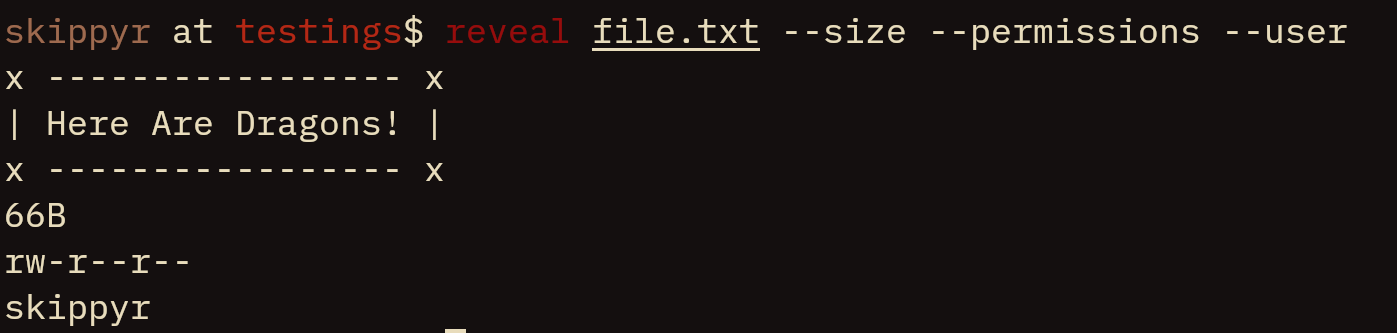 skippyr at testings$ reveal file.txt --size --permissions --user
x ----------------- x
| Here Are Dragons! |
x ----------------- x
66B
rw-r--r--
skippyr